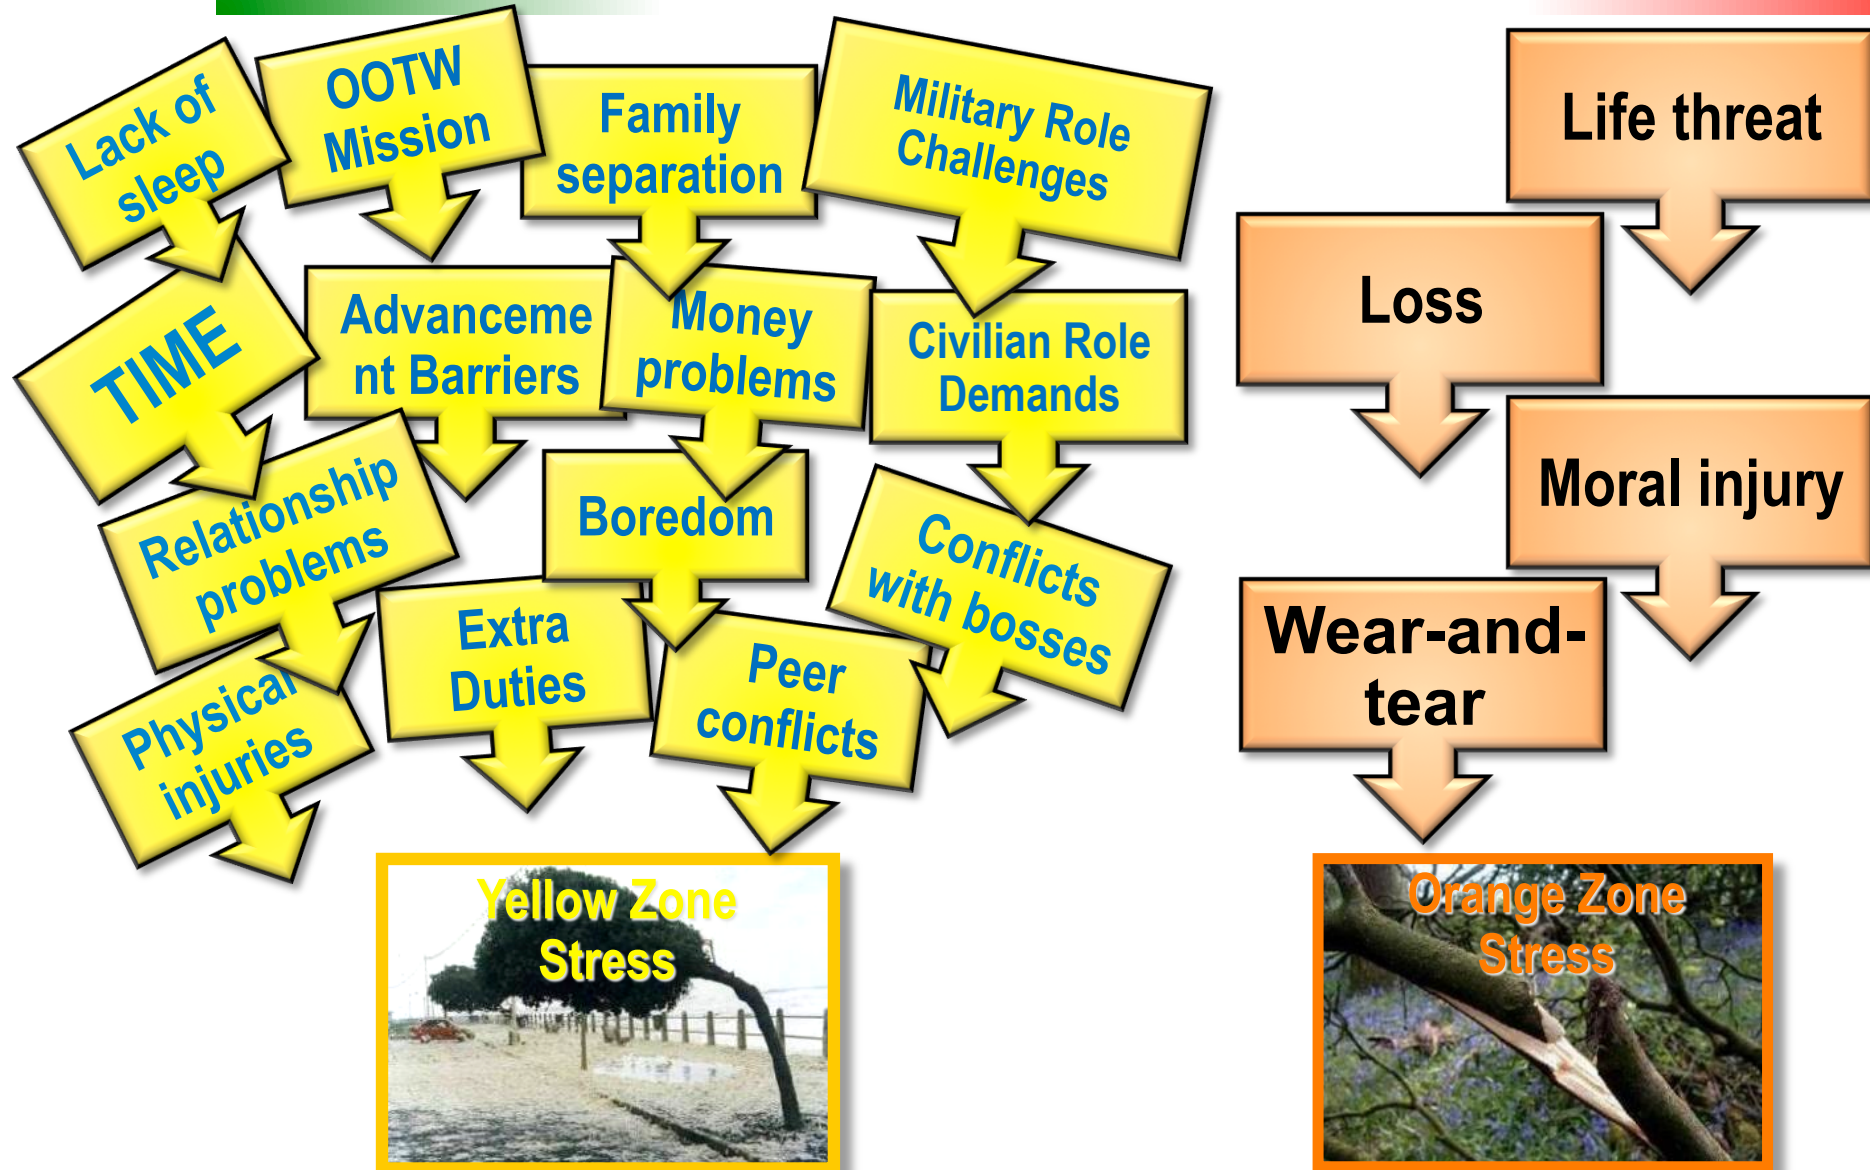 Lack of
sleep
OOTW
Mission
Family
separation
Military Role
Challenges
TIME
Advanceme
nt Barriers
Money
problems
Civilian Role
Demands
Relationship
problems
Boredom
Conflicts
with bosses
Physical
injuries
Extra
Duties
Peer
conflicts
Yellow Zone
Stress
Life threat
Loss
Moral injury
Wear-and-
tear
Orange Zone
Stress